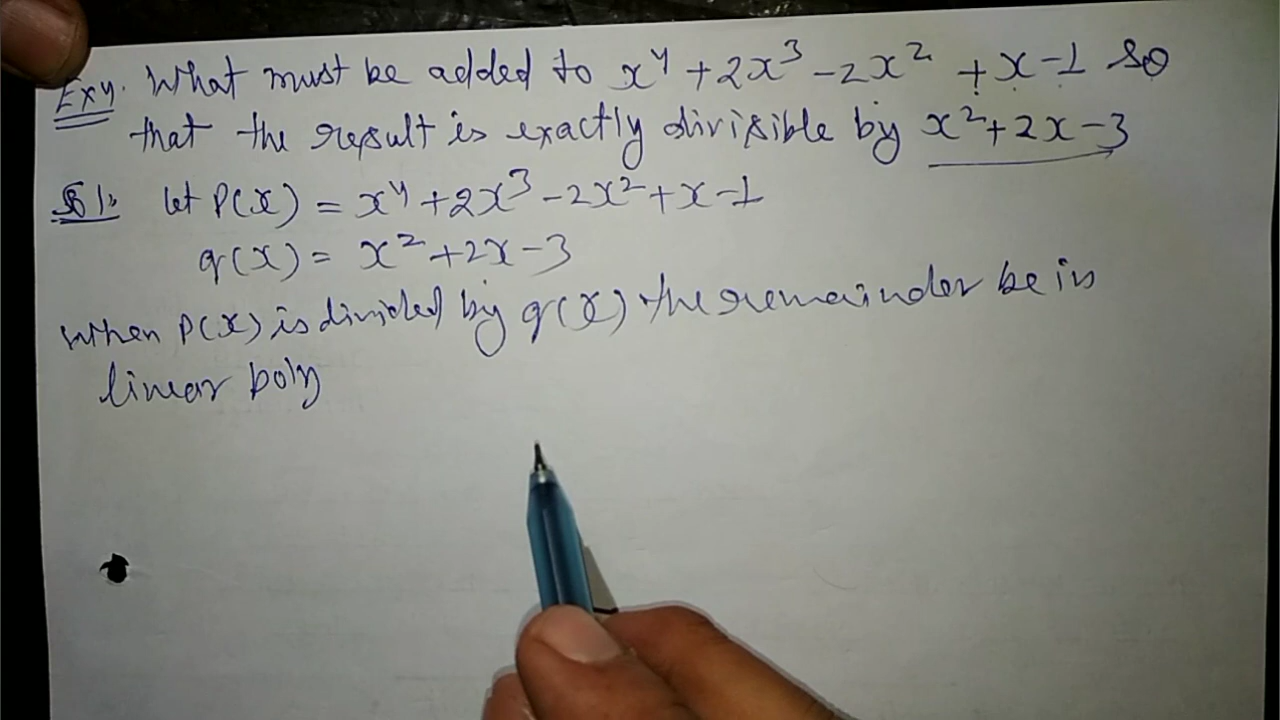 Ex 4. What must be added to x⁴ + 2x³ - 2x² + x - 1 so
that the result is exactly divisible by x² + 2x - 3
Sol: let P(x) = x⁴ + 2x³ - 2x² + x - 1
q(x) = x² + 2x - 3
when P(x) is divided by q(x) the remainder be is
linear poly